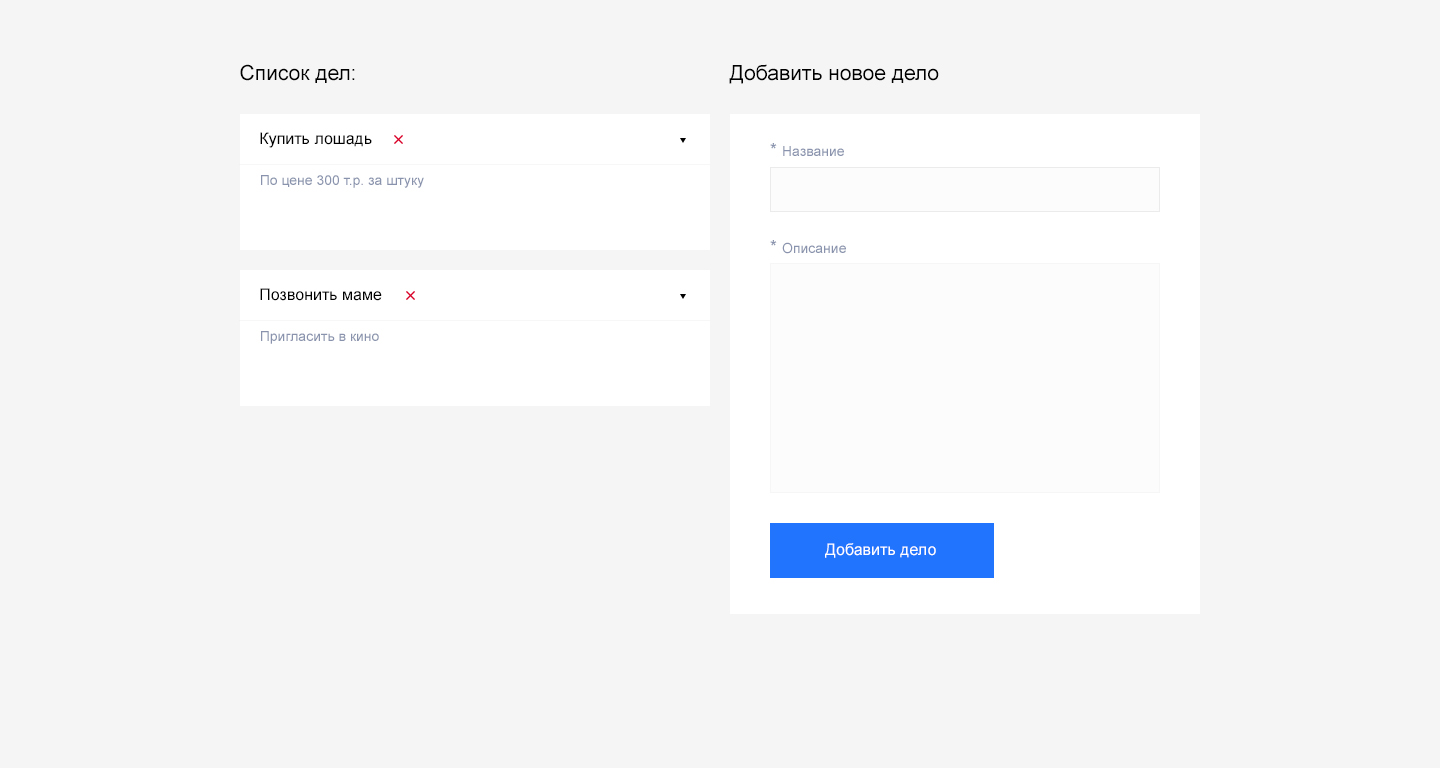 Список дел:
Купить лошадь
По цене 300 т.р. за штуку
Позвонить маме
Пригласить в кино
Добавить новое дело
* Название
* Описание
Добавить дело